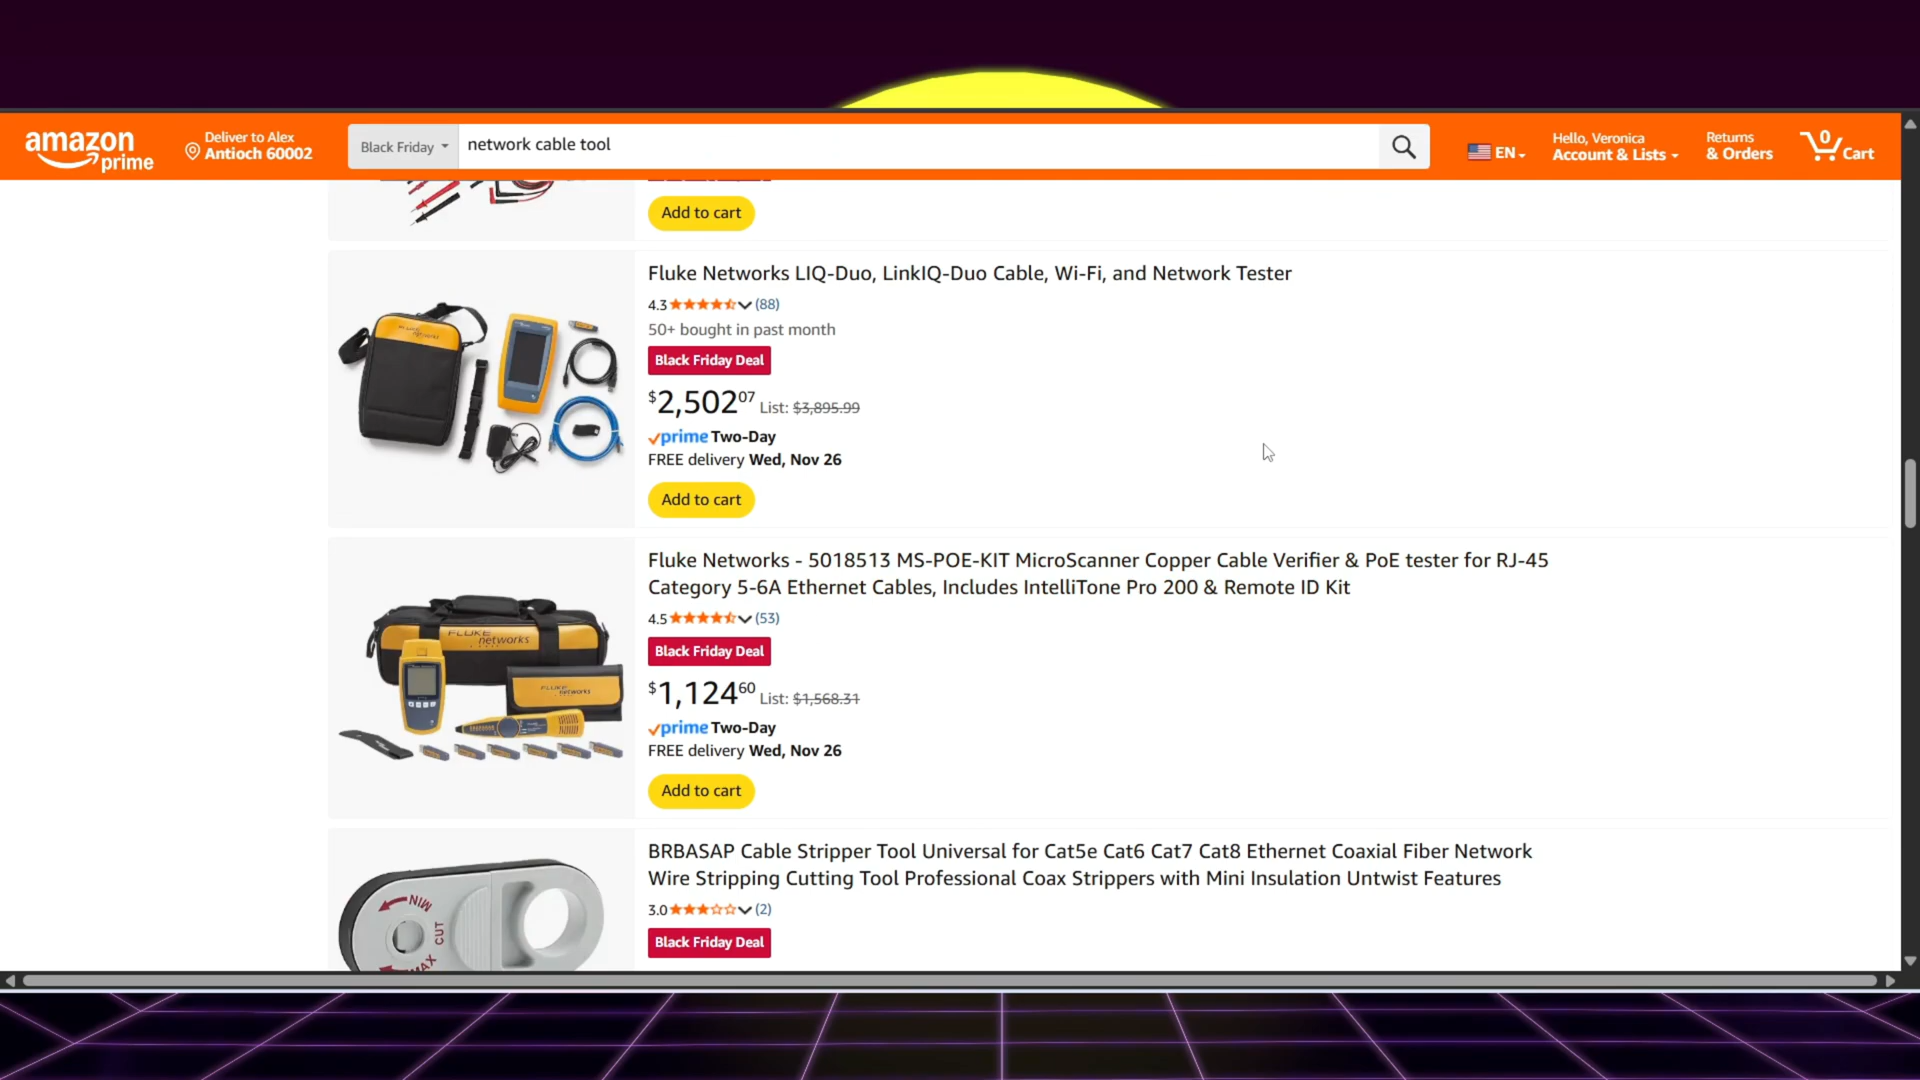 amazon
prime
Deliver to Alex
Antioch 60002
Black Friday
network cable tool
EN
Hello, Veronica
Account & Lists
Returns
& Orders
0
Cart
Add to cart
Fluke Networks LIQ-Duo, LinkIQ-Duo Cable, Wi-Fi, and Network Tester
4.3 (88)
50+ bought in past month
Black Friday Deal
$2,502 07 List: $3,895.99
prime Two-Day
FREE delivery Wed, Nov 26
Add to cart
Fluke Networks - 5018513 MS-POE-KIT MicroScanner Copper Cable Verifier & PoE tester for RJ-45
Category 5-6A Ethernet Cables, Includes IntelliTone Pro 200 & Remote ID Kit
FLUKE
networks
4.5 (53)
Black Friday Deal
$1,124 60 List: $1,568.31
prime Two-Day
FREE delivery Wed, Nov 26
Add to cart
BRBASAP Cable Stripper Tool Universal for Cat5e Cat6 Cat7 Cat8 Ethernet Coaxial Fiber Network
Wire Stripping Cutting Tool Professional Coax Strippers with Mini Insulation Untwist Features
MIN
CUT
MAX
3.0 (2)
Black Friday Deal